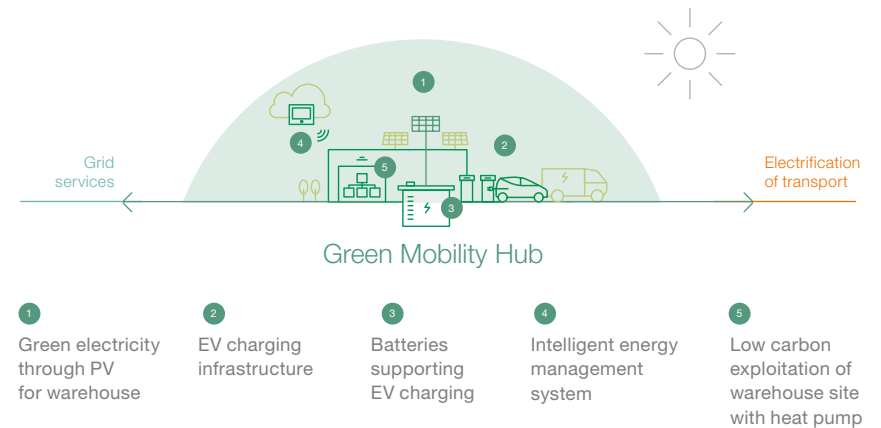 1
2
4
5
3
Grid
services
Electrification
of transport
Green Mobility Hub
1
Green electricity
through PV
for warehouse
2
EV charging
infrastructure
3
Batteries
supporting
EV charging
4
Intelligent energy
management
system
5
Low carbon
exploitation of
warehouse site
with heat pump